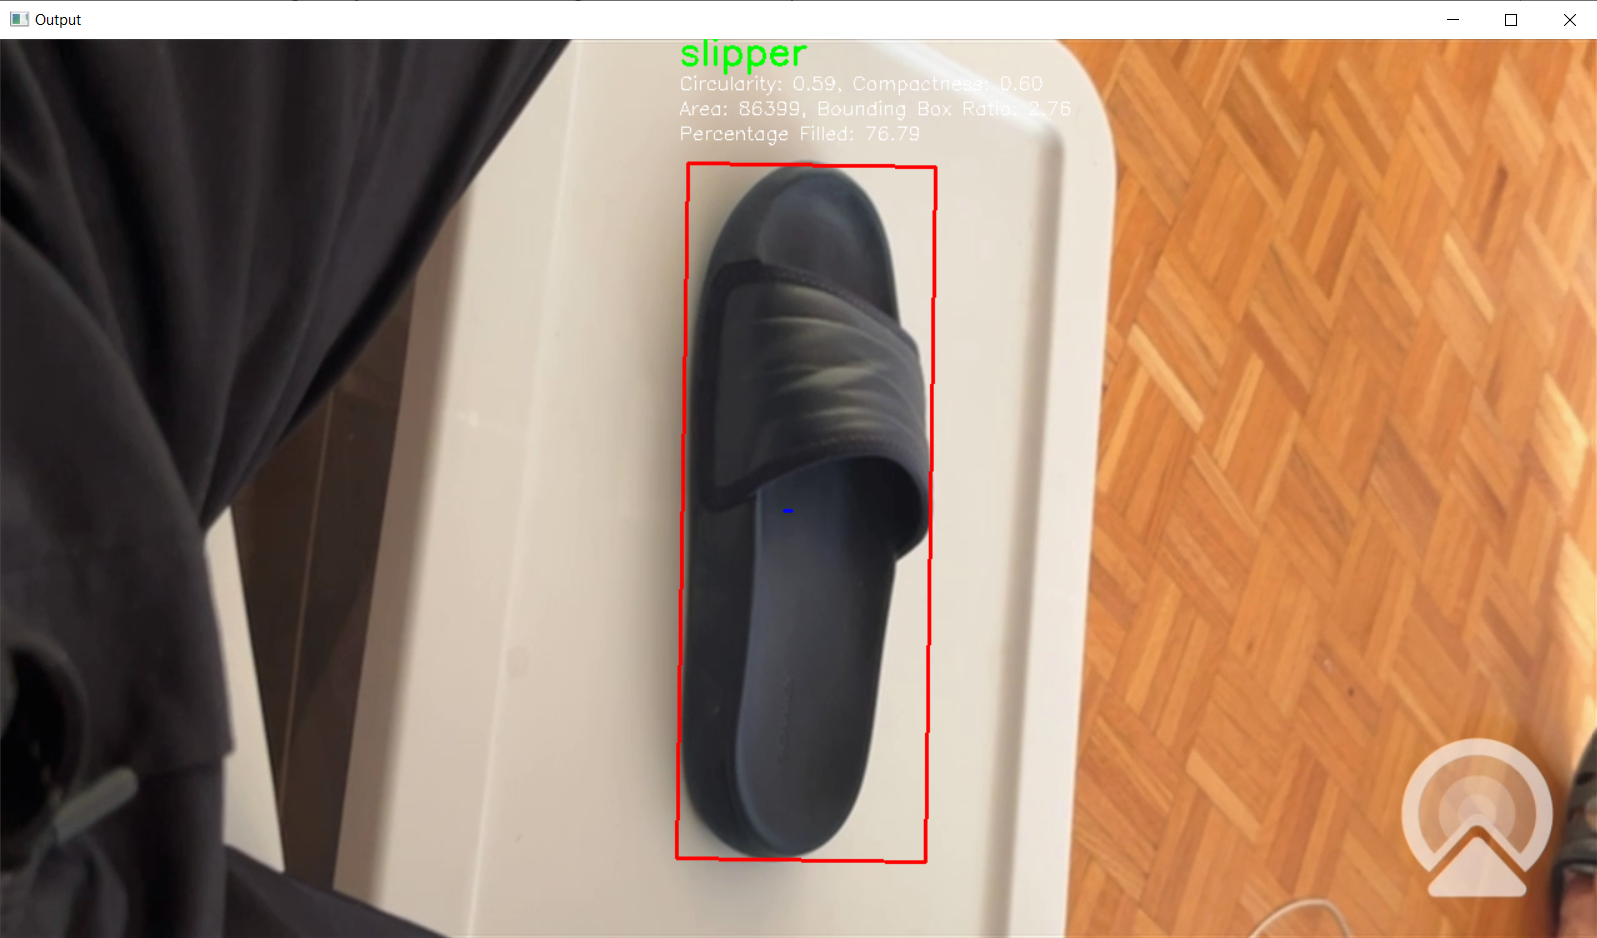 Output
slipper
Circularity: 0.59, Compactness: 0.60
Area: 86399, Bounding Box Ratio: 2.76
Percentage Filled: 76.79